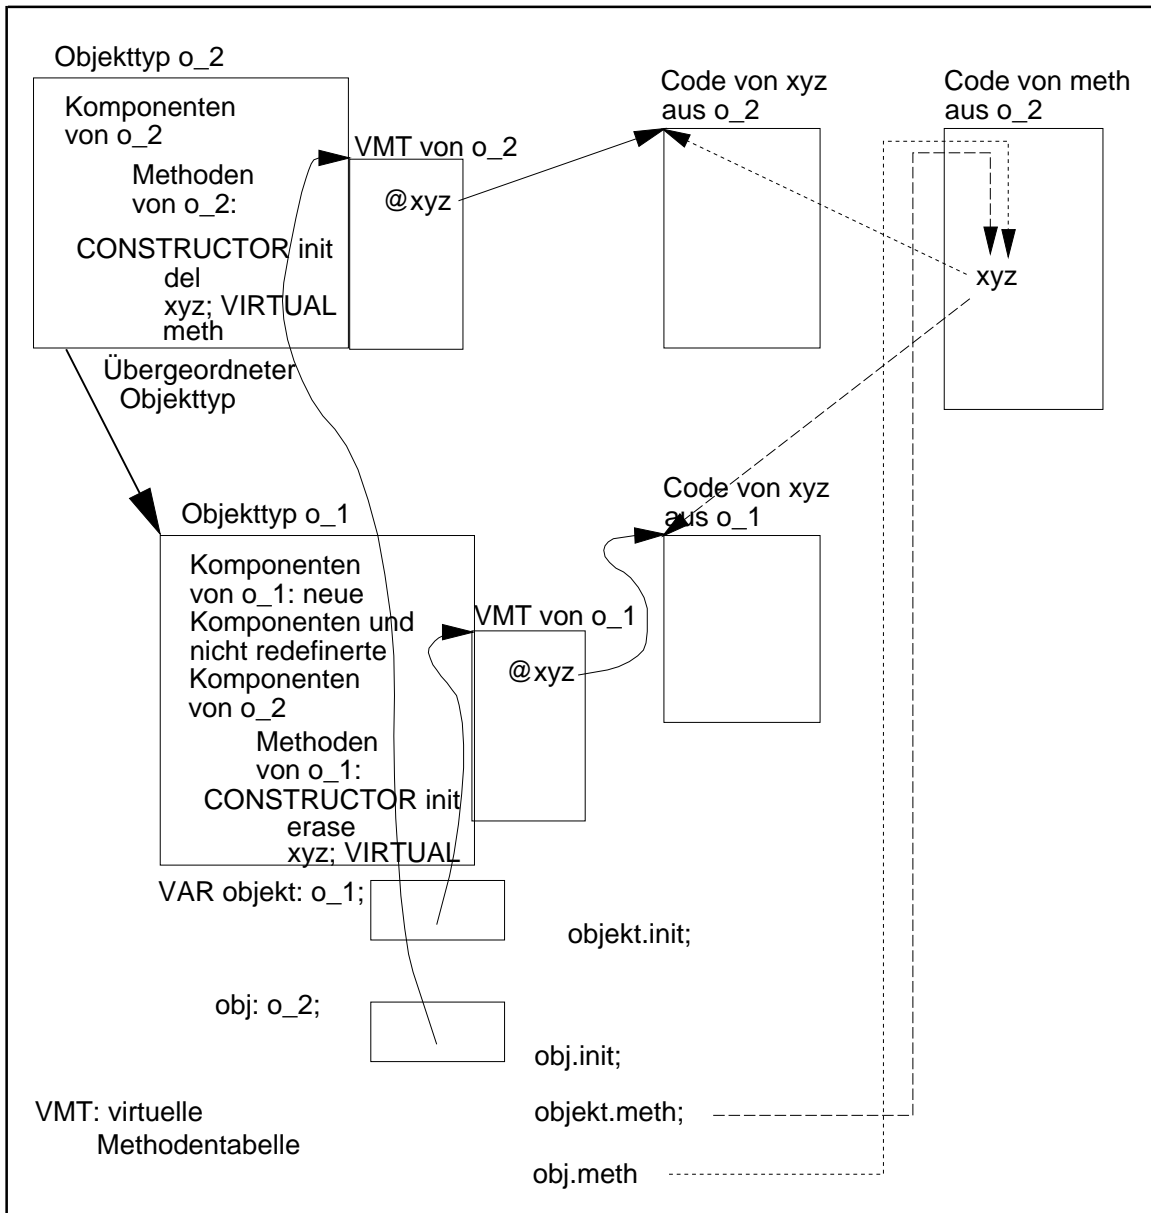 Objekttyp o_2
Komponenten
von o_2
Methoden
von o_2:
CONSTRUCTOR init
del
xyz; VIRTUAL
meth
VMT von o_2
@xyz
Code von xyz
aus o_2
Code von meth
aus o_2
xyz
Übergeordneter
Objekttyp
Objekttyp o_1
Komponenten
von o_1: neue
Komponenten und
nicht redefinerte
Komponenten
von o_2
Methoden
von o_1:
CONSTRUCTOR init
erase
xyz; VIRTUAL
VMT von o_1
@xyz
Code von xyz
aus o_1
VAR objekt: o_1;
objekt.init;
obj: o_2;
obj.init;
VMT: virtuelle
Methodentabelle
objekt.meth;
obj.meth